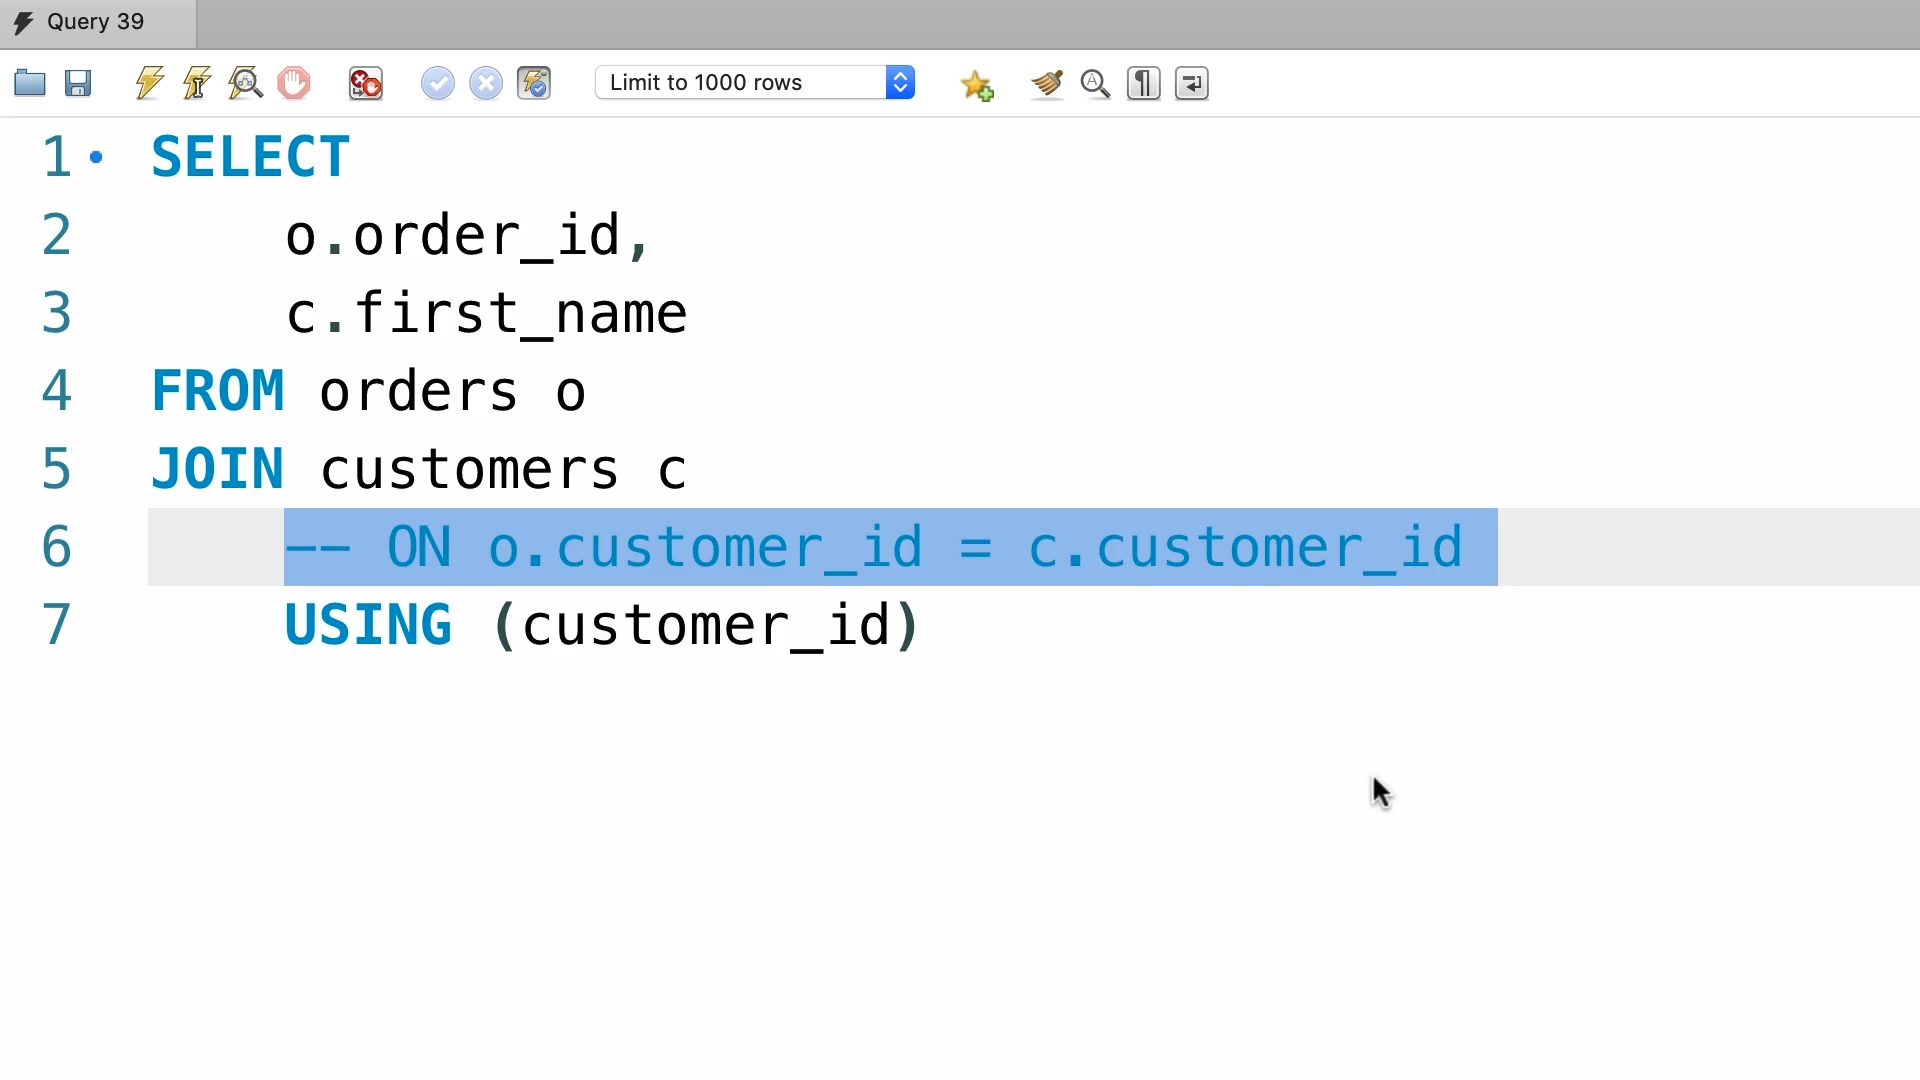 Query 39
Limit to 1000 rows
1 SELECT
2 o.order_id,
3 c.first_name
4 FROM orders o
5 JOIN customers c
6 -- ON o.customer_id = c.customer_id
7 USING (customer_id)